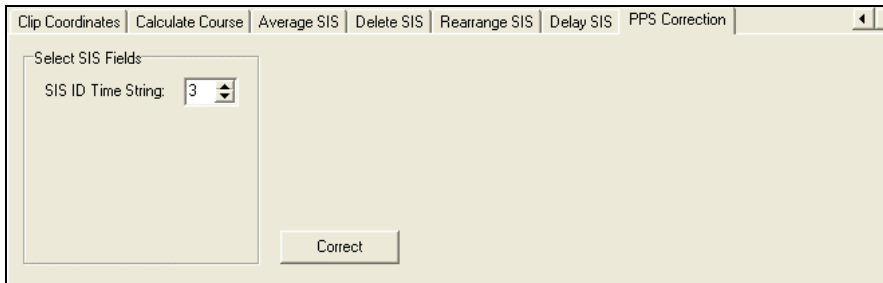 Clip Coordinates Calculate Course Average SIS Delete SIS Rearrange SIS Delay SIS PPS Correction
Select SIS Fields
SIS ID Time String: 3
Correct